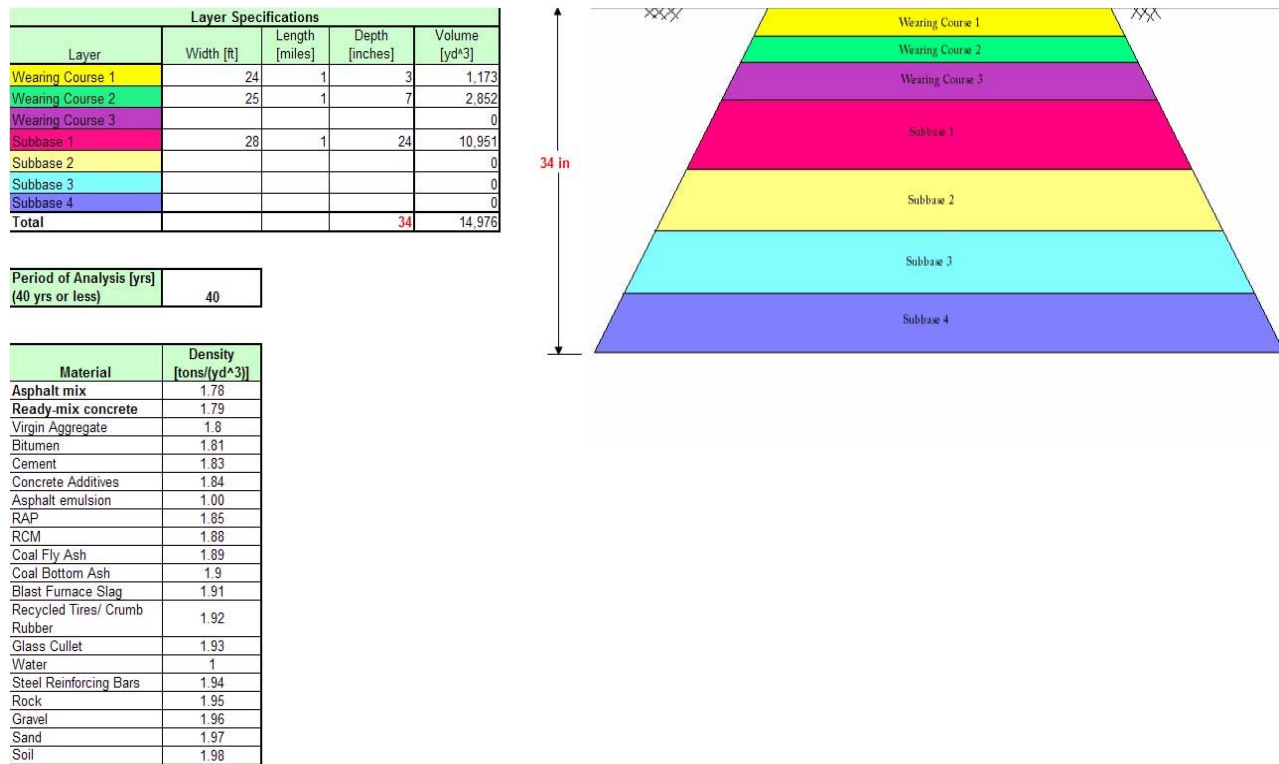 Layer Specifications
Layer Width [ft] Length [miles] Depth [inches] Volume [yd^3]
Wearing Course 1 24 1 3 1,173
Wearing Course 2 25 1 7 2,852
Wearing Course 3 0
Subbase 1 28 1 24 10,951
Subbase 2 0
Subbase 3 0
Subbase 4 0
Total 34 14,976
34 in
Wearing Course 1
Wearing Course 2
Wearing Course 3
Subbase 1
Subbase 2
Subbase 3
Subbase 4
Period of Analysis [yrs]
(40 yrs or less) 40
Material Density [tons/(yd^3)]
Asphalt mix 1.78
Ready-mix concrete 1.79
Virgin Aggregate 1.8
Bitumen 1.81
Cement 1.83
Concrete Additives 1.84
Asphalt emulsion 1.00
RAP 1.85
RCM 1.88
Coal Fly Ash 1.89
Coal Bottom Ash 1.9
Blast Furnace Slag 1.91
Recycled Tires/ Crumb
Rubber 1.92
Glass Cullet 1.93
Water 1
Steel Reinforcing Bars 1.94
Rock 1.95
Gravel 1.96
Sand 1.97
Soil 1.98